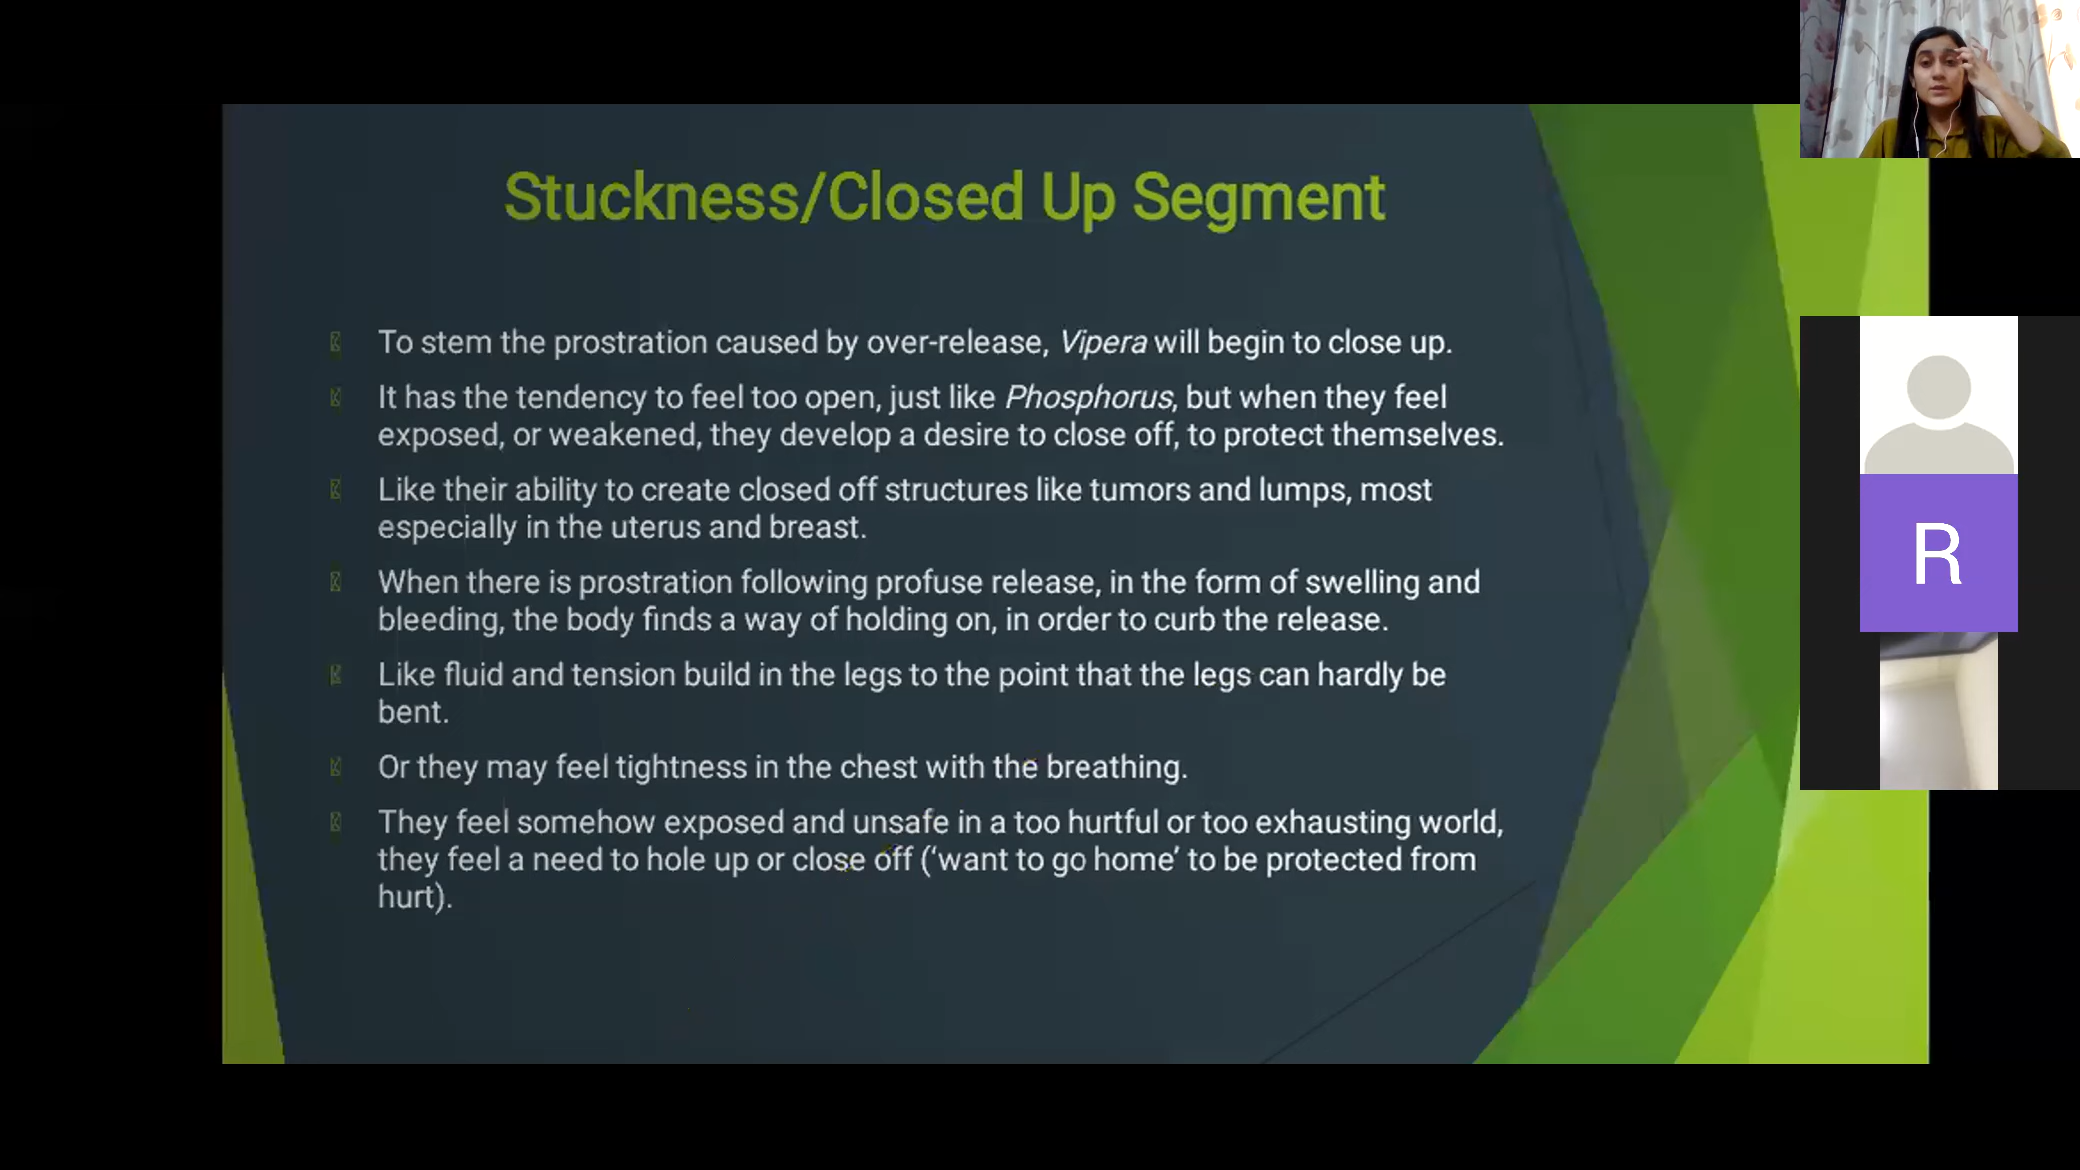 Stuckness/Closed Up Segment
To stem the prostration caused by over-release, Vipera will begin to close up.
It has the tendency to feel too open, just like Phosphorus, but when they feel
exposed, or weakened, they develop a desire to close off, to protect themselves.
Like their ability to create closed off structures like tumors and lumps, most
especially in the uterus and breast.
When there is prostration following profuse release, in the form of swelling and
bleeding, the body finds a way of holding on, in order to curb the release.
Like fluid and tension build in the legs to the point that the legs can hardly be
bent.
Or they may feel tightness in the chest with the breathing.
They feel somehow exposed and unsafe in a too hurtful or too exhausting world,
they feel a need to hole up or close off (‘want to go home’ to be protected from
hurt).
R